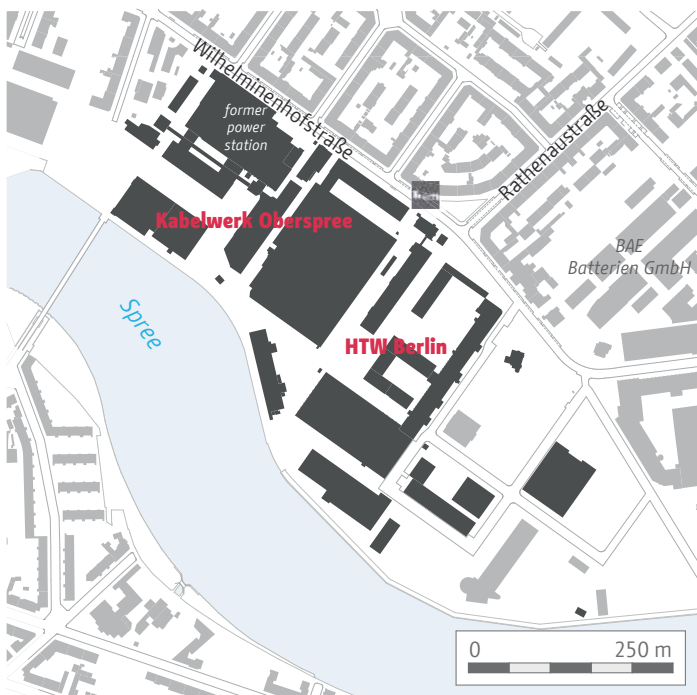 Wilhelminenhofstraße
former
power
station
Rathenaustraße
Kabelwerk Oberspree
BAE
Batterien GmbH
Spree
HTW Berlin
0 250 m